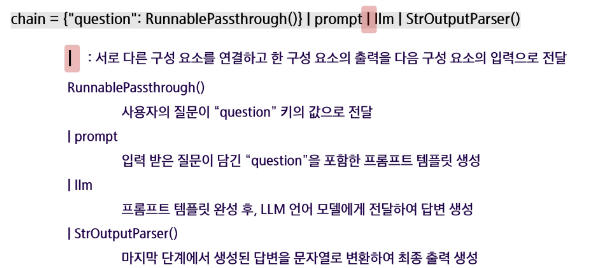 chain = {"question": RunnablePassthrough()} | prompt | llm | StrOutputParser()
| : 서로 다른 구성 요소를 연결하고 한 구성 요소의 출력을 다음 구성 요소의 입력으로 전달
RunnablePassthrough()
사용자의 질문이 “question” 키의 값으로 전달
| prompt
입력 받은 질문이 담긴 “question”을 포함한 프롬프트 템플릿 생성
| llm
프롬프트 템플릿 완성 후, LLM 언어 모델에게 전달하여 답변 생성
| StrOutputParser()
마지막 단계에서 생성된 답변을 문자열로 변환하여 최종 출력 생성